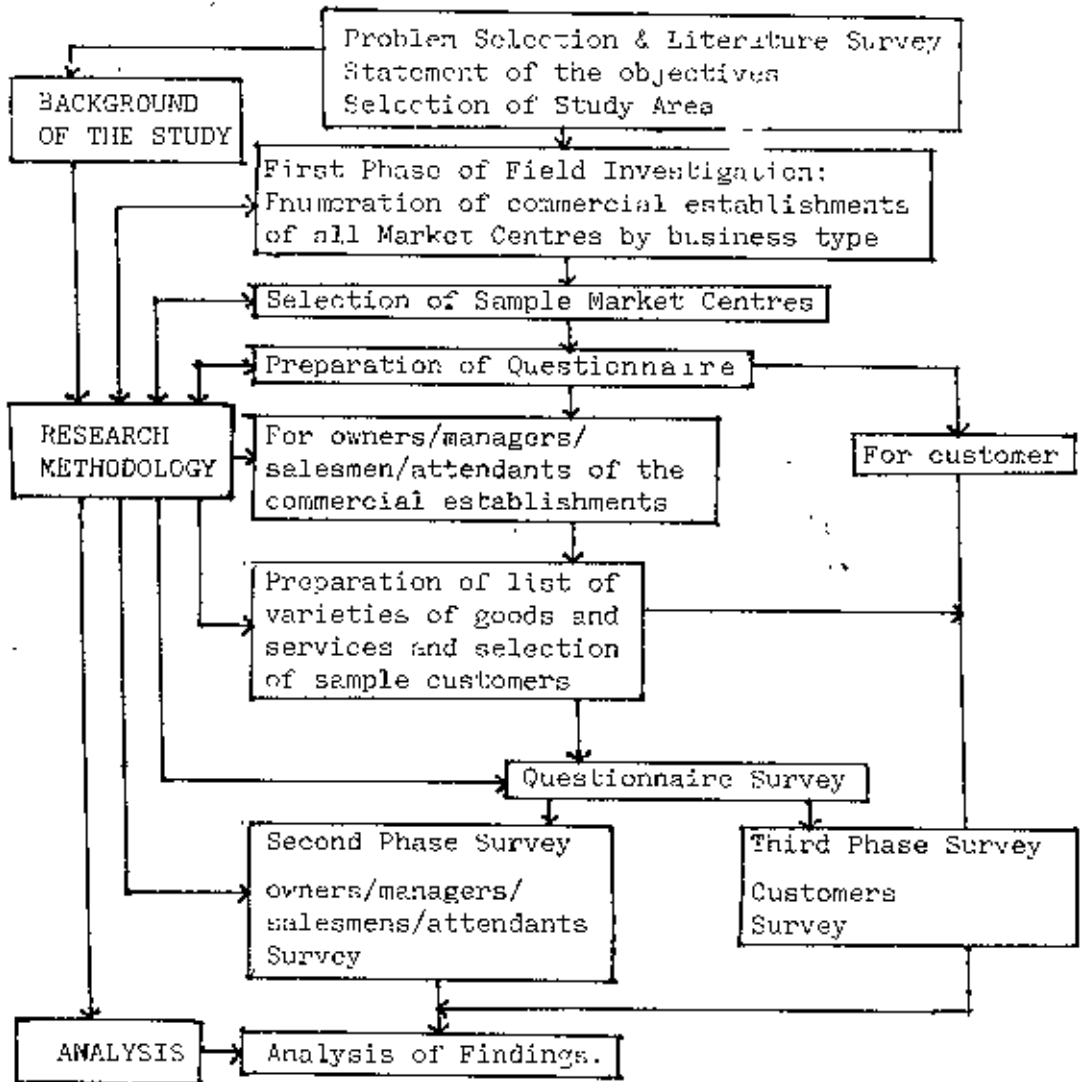 Problem Selection & Literature Survey
Statement of the objectives
Selection of Study Area
BACKGROUND
OF THE STUDY
First Phase of Field Investigation:
Enumeration of commercial establishments
of all Market Centres by business type
Selection of Sample Market Centres
Preparation of Questionnaire
RESEARCH
METHODOLOGY
For owners/managers/
salesmen/attendants of the
commercial establishments
For customer
Preparation of list of
varieties of goods and
services and selection
of sample customers
Questionnaire Survey
Second Phase Survey
owners/managers/
salesmens/attendants
Survey
Third Phase Survey
Customers
Survey
ANALYSIS
Analysis of Findings.